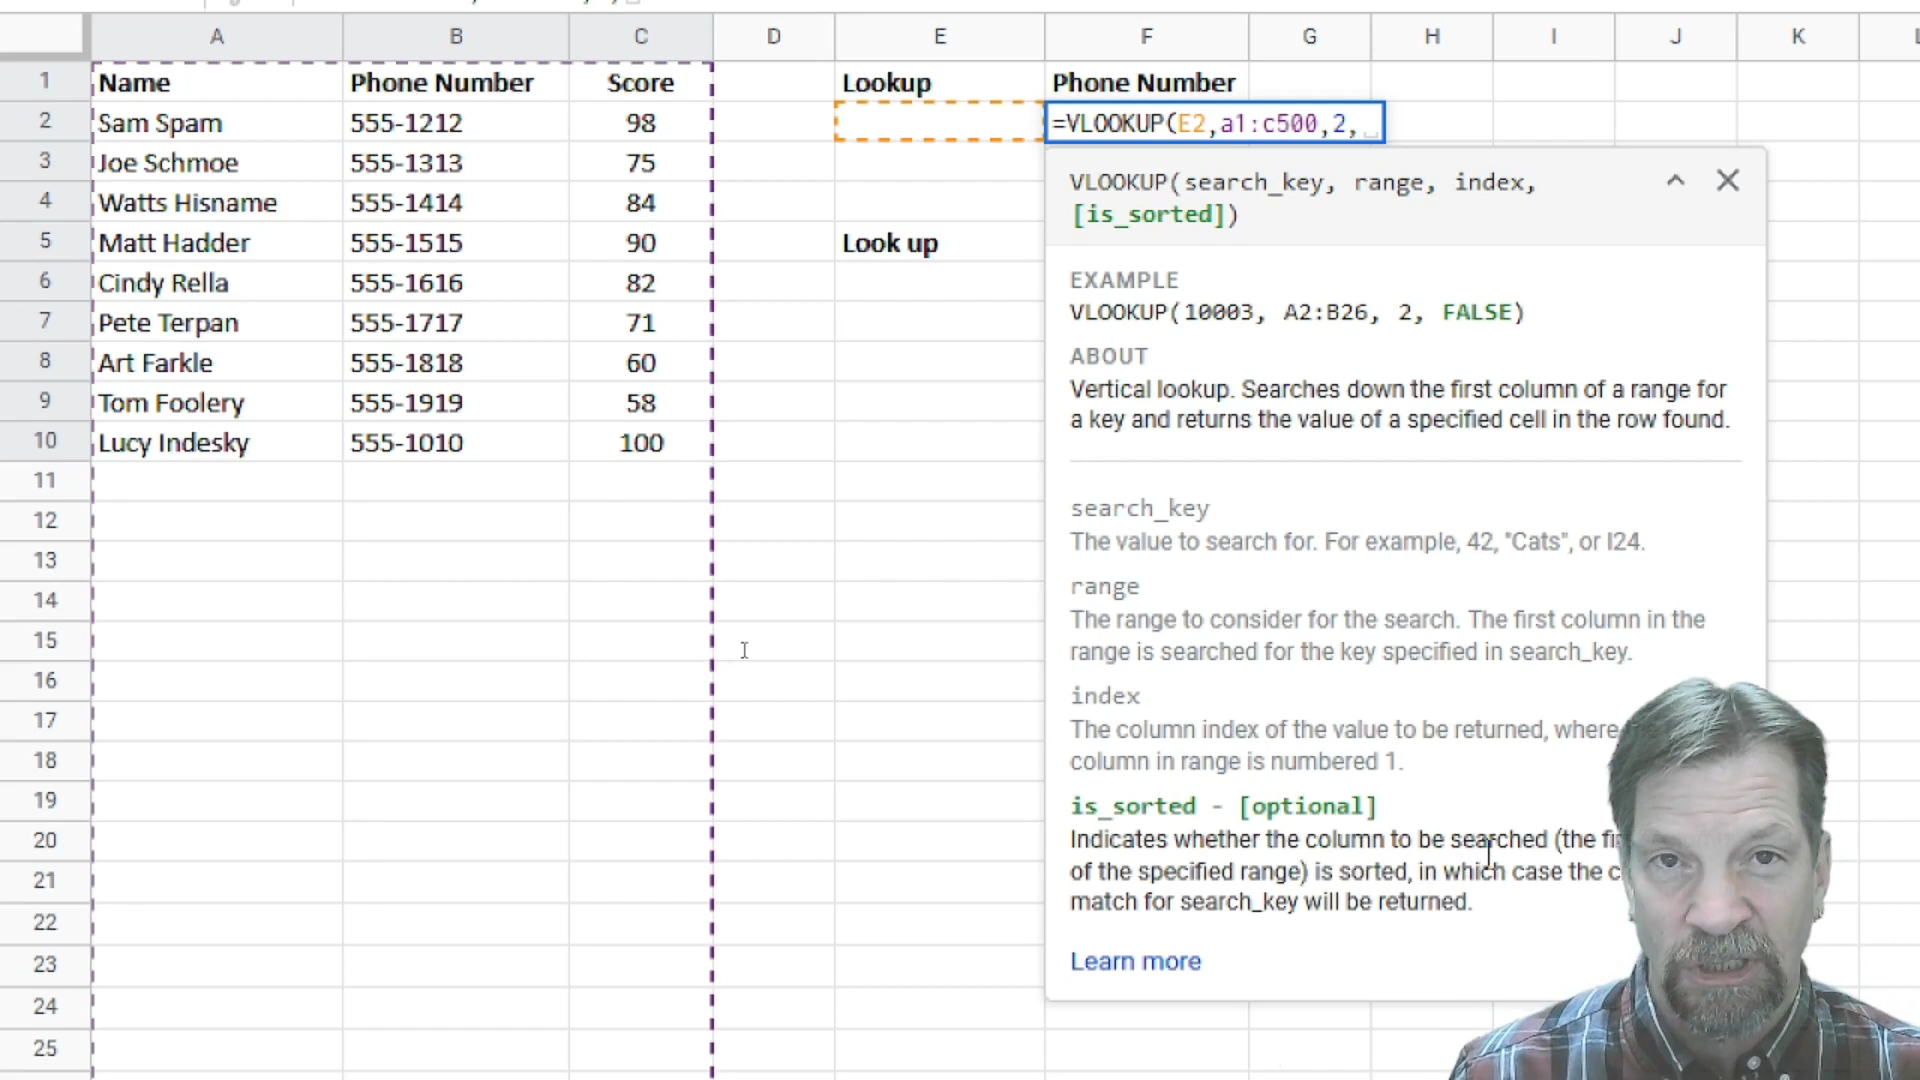 A B C D E F G H I J K
1 Name Phone Number Score Lookup Phone Number
2 Sam Spam 555-1212 98 =VLOOKUP(E2,a1:c500,2,
3 Joe Schmoe 555-1313 75
4 Watts Hisname 555-1414 84
5 Matt Hadder 555-1515 90 Look up
6 Cindy Rella 555-1616 82
7 Pete Terpan 555-1717 71
8 Art Farkle 555-1818 60
9 Tom Foolery 555-1919 58
10 Lucy Indesky 555-1010 100
11
12
13
14
15
16
17
18
19
20
21
22
23
24
25
VLOOKUP(search_key, range, index,
[is_sorted])
EXAMPLE
VLOOKUP(10003, A2:B26, 2, FALSE)
ABOUT
Vertical lookup. Searches down the first column of a range for
a key and returns the value of a specified cell in the row found.
search_key
The value to search for. For example, 42, "Cats", or I24.
range
The range to consider for the search. The first column in the
range is searched for the key specified in search_key.
index
The column index of the value to be returned, where
column in range is numbered 1.
is_sorted - [optional]
Indicates whether the column to be searched (the
of the specified range) is sorted, in which case the
match for search_key will be returned.
Learn more